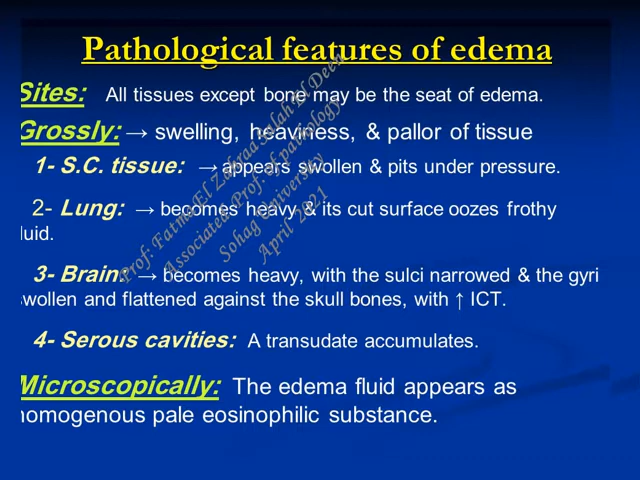 Pathological features of edema
Sites: All tissues except bone may be the seat of edema.
Grossly: → swelling, heaviness, & pallor of tissue
1- S.C. tissue: → appears swollen & pits under pressure.
2- Lung: → becomes heavy & its cut surface oozes frothy
luid.
3- Brain: → becomes heavy, with the sulci narrowed & the gyri
swollen and flattened against the skull bones, with ↑ ICT.
4- Serous cavities: A transudate accumulates.
Microscopically: The edema fluid appears as
homogenous pale eosinophilic substance.
Prof: Fatma El Zahraa Salah El Deen
Associated Prof. of pathology
Sohag University
April 2021